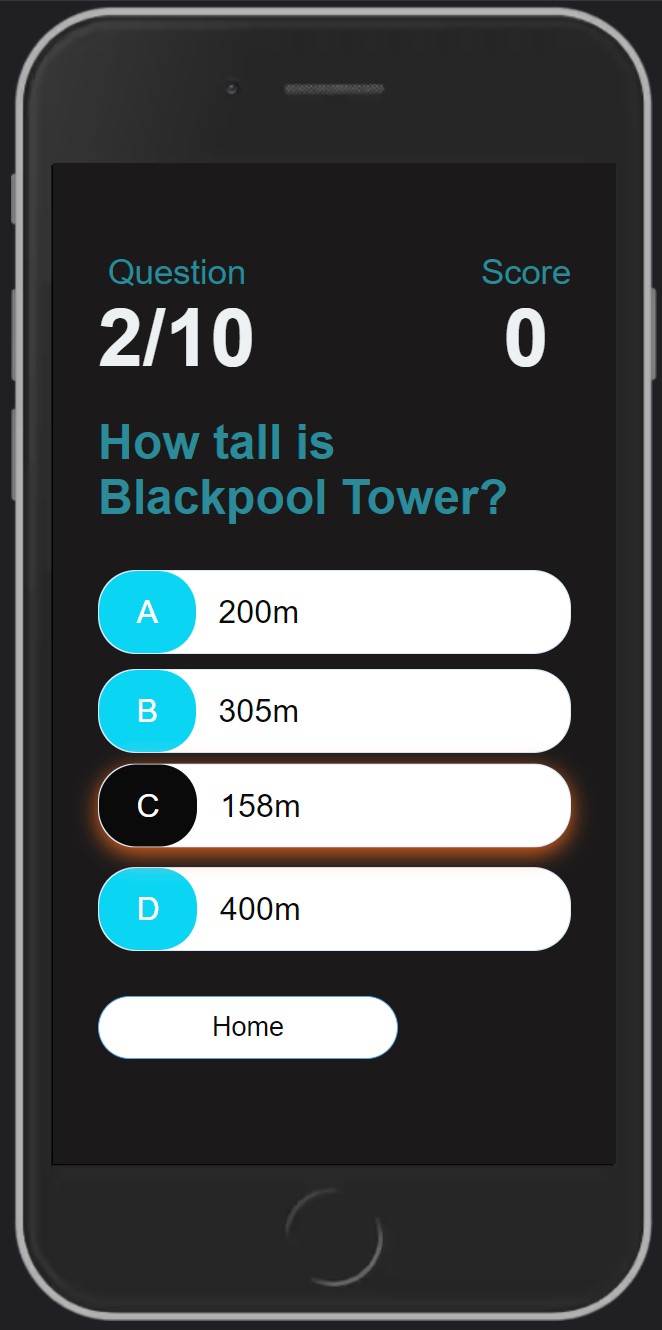 Question
Score
2/10
0
How tall is
Blackpool Tower?
A 200m
B 305m
C 158m
D 400m
Home